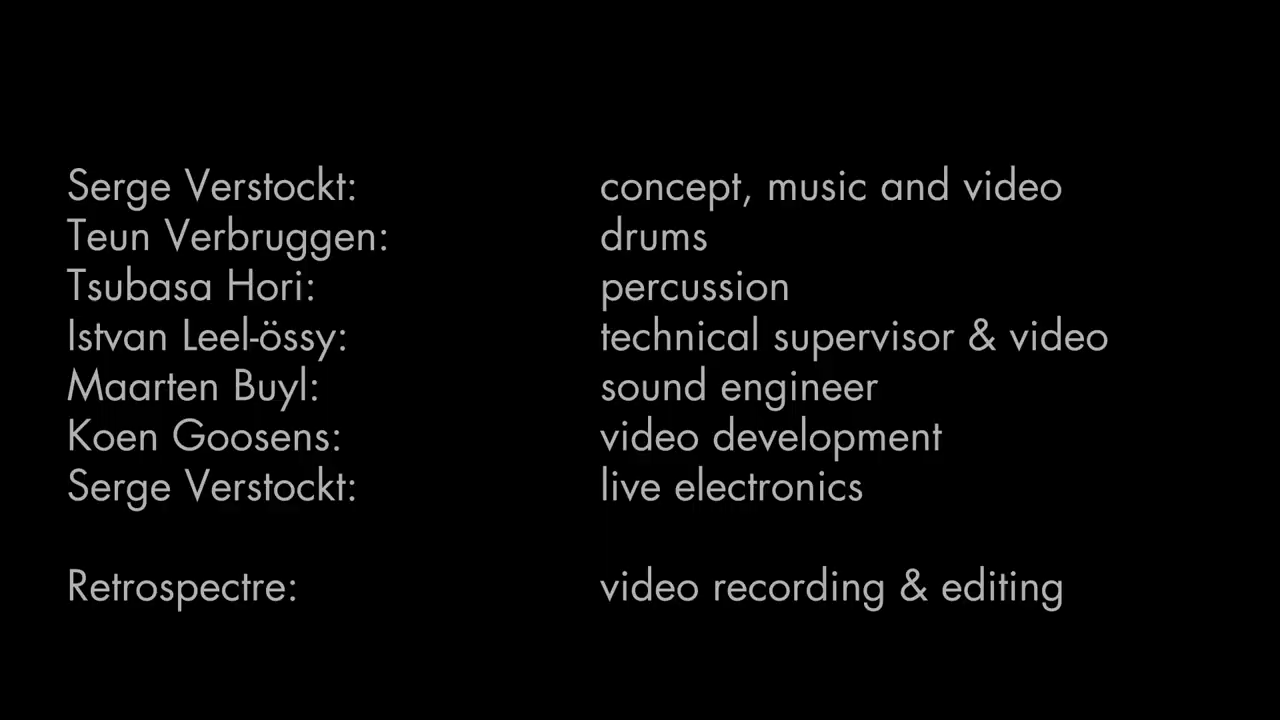 Serge Verstockt: concept, music and video
Teun Verbruggen: drums
Tsubasa Hori: percussion
Istvan Leel-össy: technical supervisor & video
Maarten Buyl: sound engineer
Koen Goosens: video development
Serge Verstockt: live electronics
Retrospectre: video recording & editing